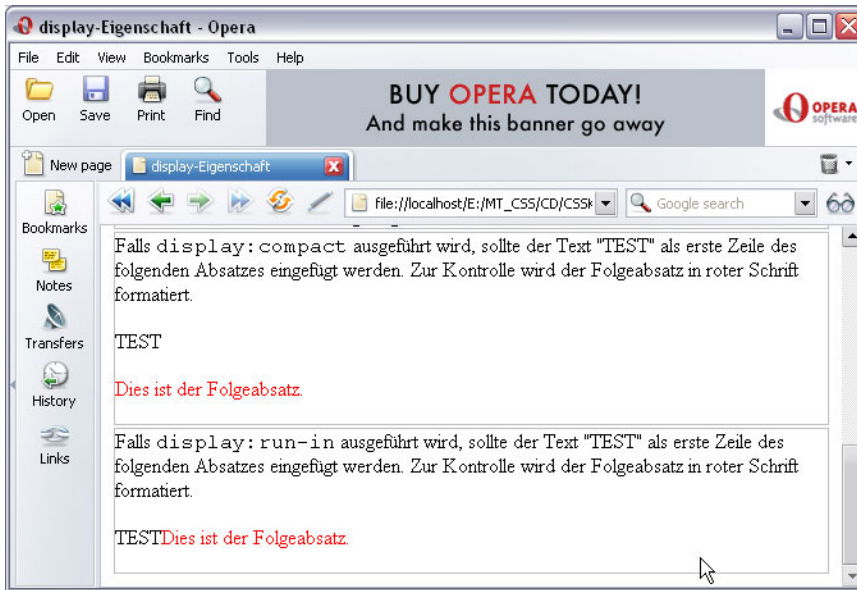 display-Eigenschaft - Opera
File Edit View Bookmarks Tools Help
Open Save Print Find
BUY OPERA TODAY!
And make this banner go away
OPERA
software
New page
display-Eigenschaft
file://localhost/E:/MT_CSS/CD/CSSK
Google search
Bookmarks
Notes
Transfers
History
Links
Falls display:compact ausgeführt wird, sollte der Text "TEST" als erste Zeile des
folgenden Absatzes eingefügt werden. Zur Kontrolle wird der Folgeabsatz in roter Schrift
formatiert.
TEST
Dies ist der Folgeabsatz.
Falls display:run-in ausgeführt wird, sollte der Text "TEST" als erste Zeile des
folgenden Absatzes eingefügt werden. Zur Kontrolle wird der Folgeabsatz in roter Schrift
formatiert.
TESTDies ist der Folgeabsatz.